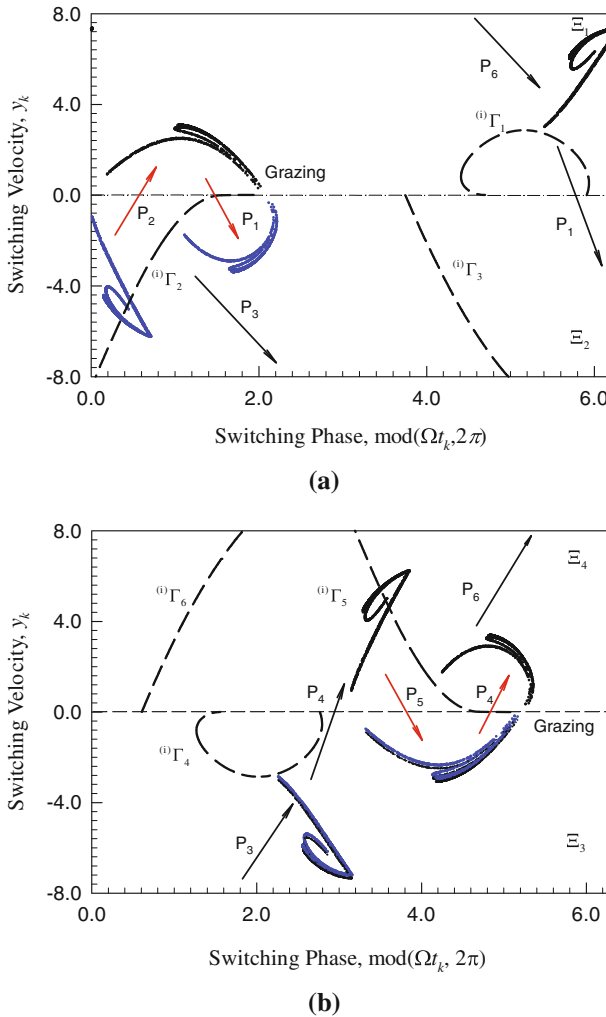 8.0
4.0
0.0
-4.0
-8.0
Switching Velocity, y_k
Ξ_1
P_6
^(i)Γ_1
Grazing
P_2
P_1
P_1
^(i)Γ_2
P_3
^(i)Γ_3
Ξ_2
0.0 2.0 4.0 6.0
Switching Phase, mod(Ωt_k,2π)
(a)
8.0
4.0
0.0
-4.0
-8.0
Switching Velocity, y_k
Ξ_4
^(i)Γ_6
^(i)Γ_5
P_6
P_4
P_5
P_4
Grazing
^(i)Γ_4
P_3
Ξ_3
0.0 2.0 4.0 6.0
Switching Phase, mod(Ωt_k, 2π)
(b)